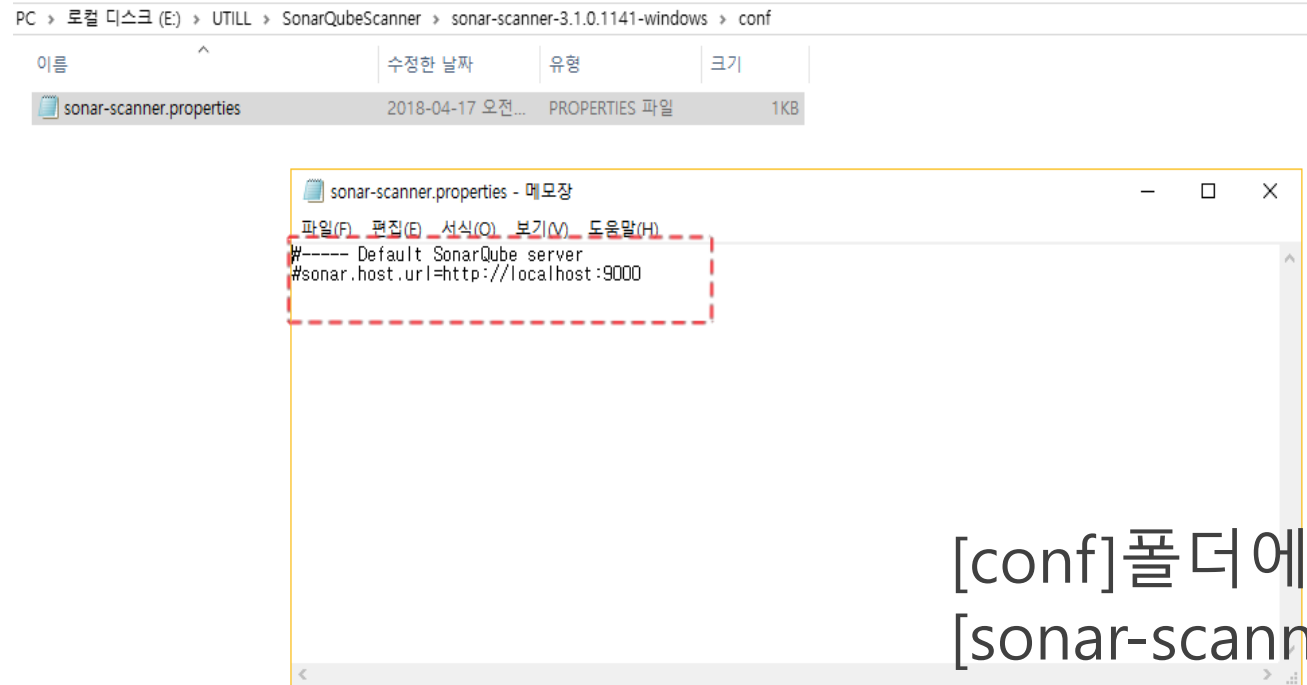 PC > 로컬 디스크 (E:) > UTILL > SonarQubeScanner > sonar-scanner-3.1.0.1141-windows > conf
이름 수정한 날짜 유형 크기
sonar-scanner.properties 2018-04-17 오전... PROPERTIES 파일 1KB
sonar-scanner.properties - 메모장
파일(F) 편집(E) 서식(O) 보기(V) 도움말(H)
#----- Default SonarQube server
#sonar.host.url=http://localhost:9000
[conf]폴더에
[sonar-scann